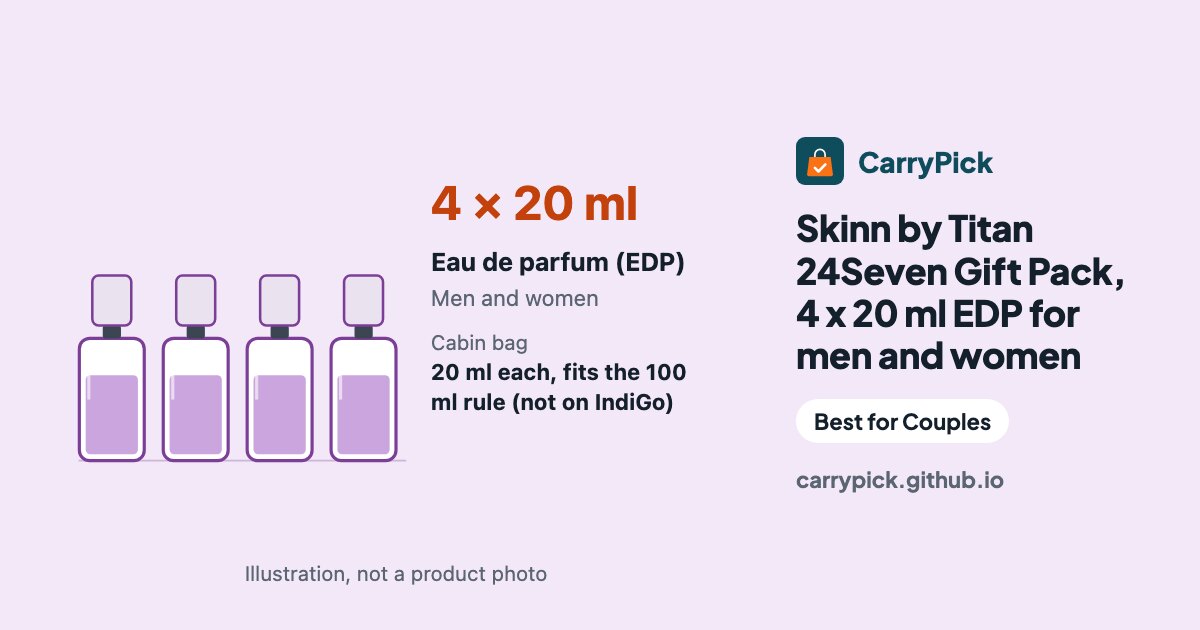 4 × 20 ml
Eau de parfum (EDP)
Men and women
Cabin bag
20 ml each, fits the 100
ml rule (not on IndiGo)
Illustration, not a product photo
CarryPick
Skinn by Titan
24Seven Gift Pack,
4 x 20 ml EDP for
men and women
Best for Couples
carrypick.github.io